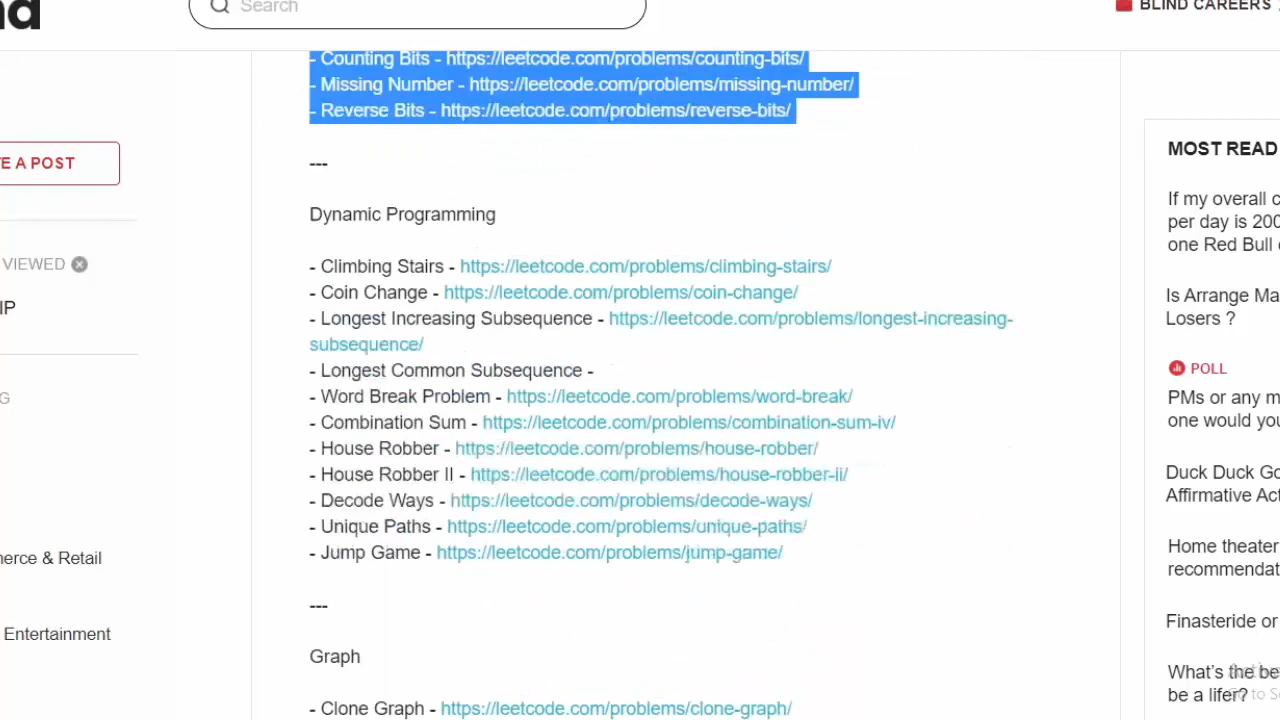 nd
Search
BLIND CAREERS
- Counting Bits - https://leetcode.com/problems/counting-bits/
- Missing Number - https://leetcode.com/problems/missing-number/
- Reverse Bits - https://leetcode.com/problems/reverse-bits/
---
Dynamic Programming
- Climbing Stairs - https://leetcode.com/problems/climbing-stairs/
- Coin Change - https://leetcode.com/problems/coin-change/
- Longest Increasing Subsequence - https://leetcode.com/problems/longest-increasing-
subsequence/
- Longest Common Subsequence -
- Word Break Problem - https://leetcode.com/problems/word-break/
- Combination Sum - https://leetcode.com/problems/combination-sum-iv/
- House Robber - https://leetcode.com/problems/house-robber/
- House Robber II - https://leetcode.com/problems/house-robber-ii/
- Decode Ways - https://leetcode.com/problems/decode-ways/
- Unique Paths - https://leetcode.com/problems/unique-paths/
- Jump Game - https://leetcode.com/problems/jump-game/
---
Graph
- Clone Graph - https://leetcode.com/problems/clone-graph/
E A POST
VIEWED
IP
G
erce & Retail
Entertainment
MOST READ
If my overall c
per day is 200
one Red Bull
Is Arrange Ma
Losers ?
POLL
PMs or any m
one would you
Duck Duck Go
Affirmative Act
Home theater
recommendat
Finasteride or
What's the be
be a lifer?
to Se